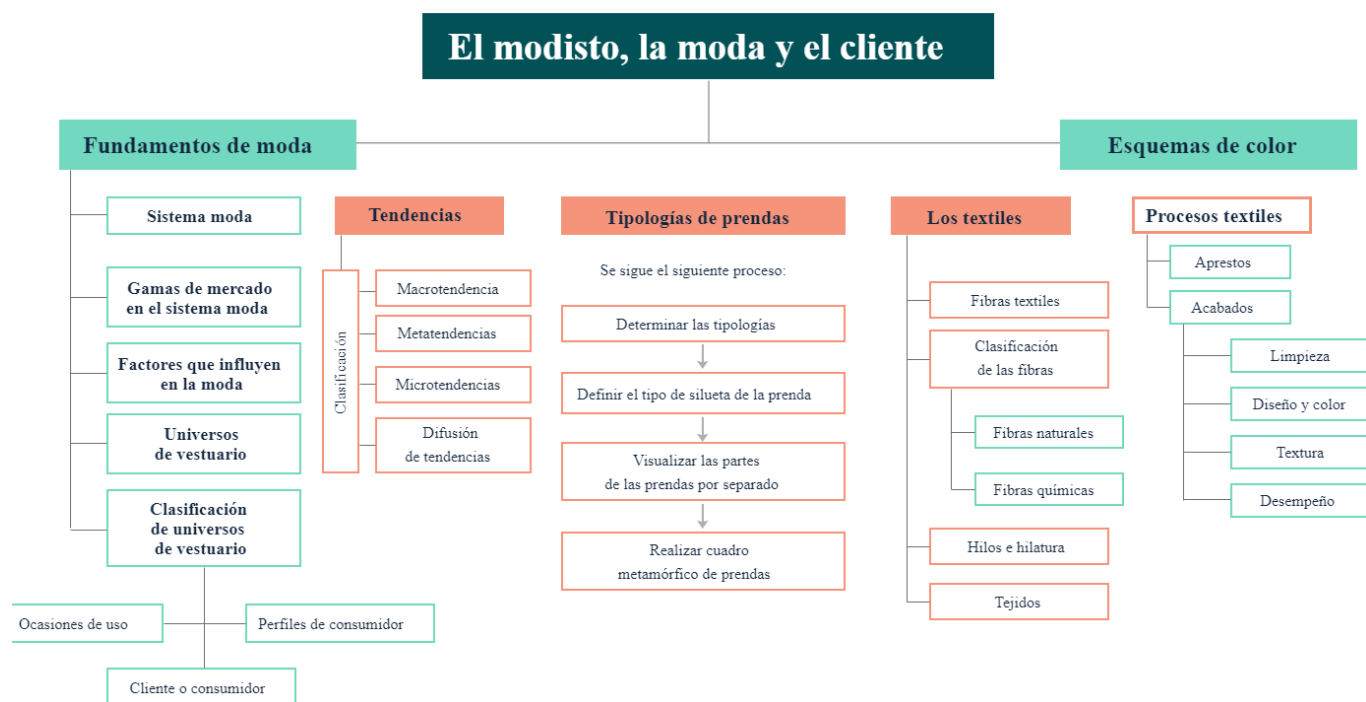 El modisto, la moda y el cliente
Fundamentos de moda
Esquemas de color
Sistema moda
Gamas de mercado
en el sistema moda
Factores que influyen
en la moda
Universos
de vestuario
Clasificación
de universos
de vestuario
Ocasiones de uso
Perfiles de consumidor
Cliente o consumidor
Tendencias
Clasificación
Macrotendencia
Metatendencias
Microtendencias
Difusión
de tendencias
Tipologías de prendas
Se sigue el siguiente proceso:
Determinar las tipologías
Definir el tipo de silueta de la prenda
Visualizar las partes
de las prendas por separado
Realizar cuadro
metamórfico de prendas
Los textiles
Fibras textiles
Clasificación
de las fibras
Fibras naturales
Fibras químicas
Hilos e hilatura
Tejidos
Procesos textiles
Aprestos
Acabados
Limpieza
Diseño y color
Textura
Desempeño